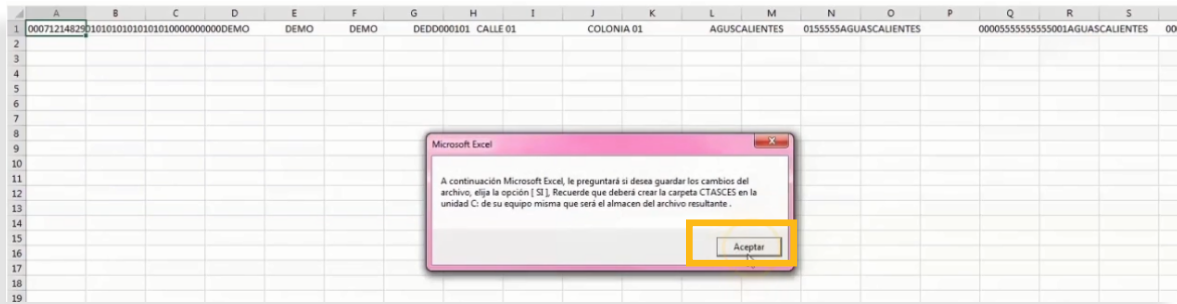 A B C D E F G H I J K L M N O P Q R S
1 00071214829010101010101010100000000000DEMO DEMO DEMO DEDD000101 CALLE 01 COLONIA 01 AGUSCALIENTES 0155555AGUASCALIENTES 00005555555555001AGUASCALIENTES 00
2
3
4
5
6
7
8
9
10
11
12
13
14
15
16
17
18
19
Microsoft Excel
A continuación Microsoft Excel, le preguntará si desea guardar los cambios del
archivo, elija la opción [ SI ], Recuerde que deberá crear la carpeta CTASCES en la
unidad C: de su equipo misma que será el almacen del archivo resultante .
Aceptar